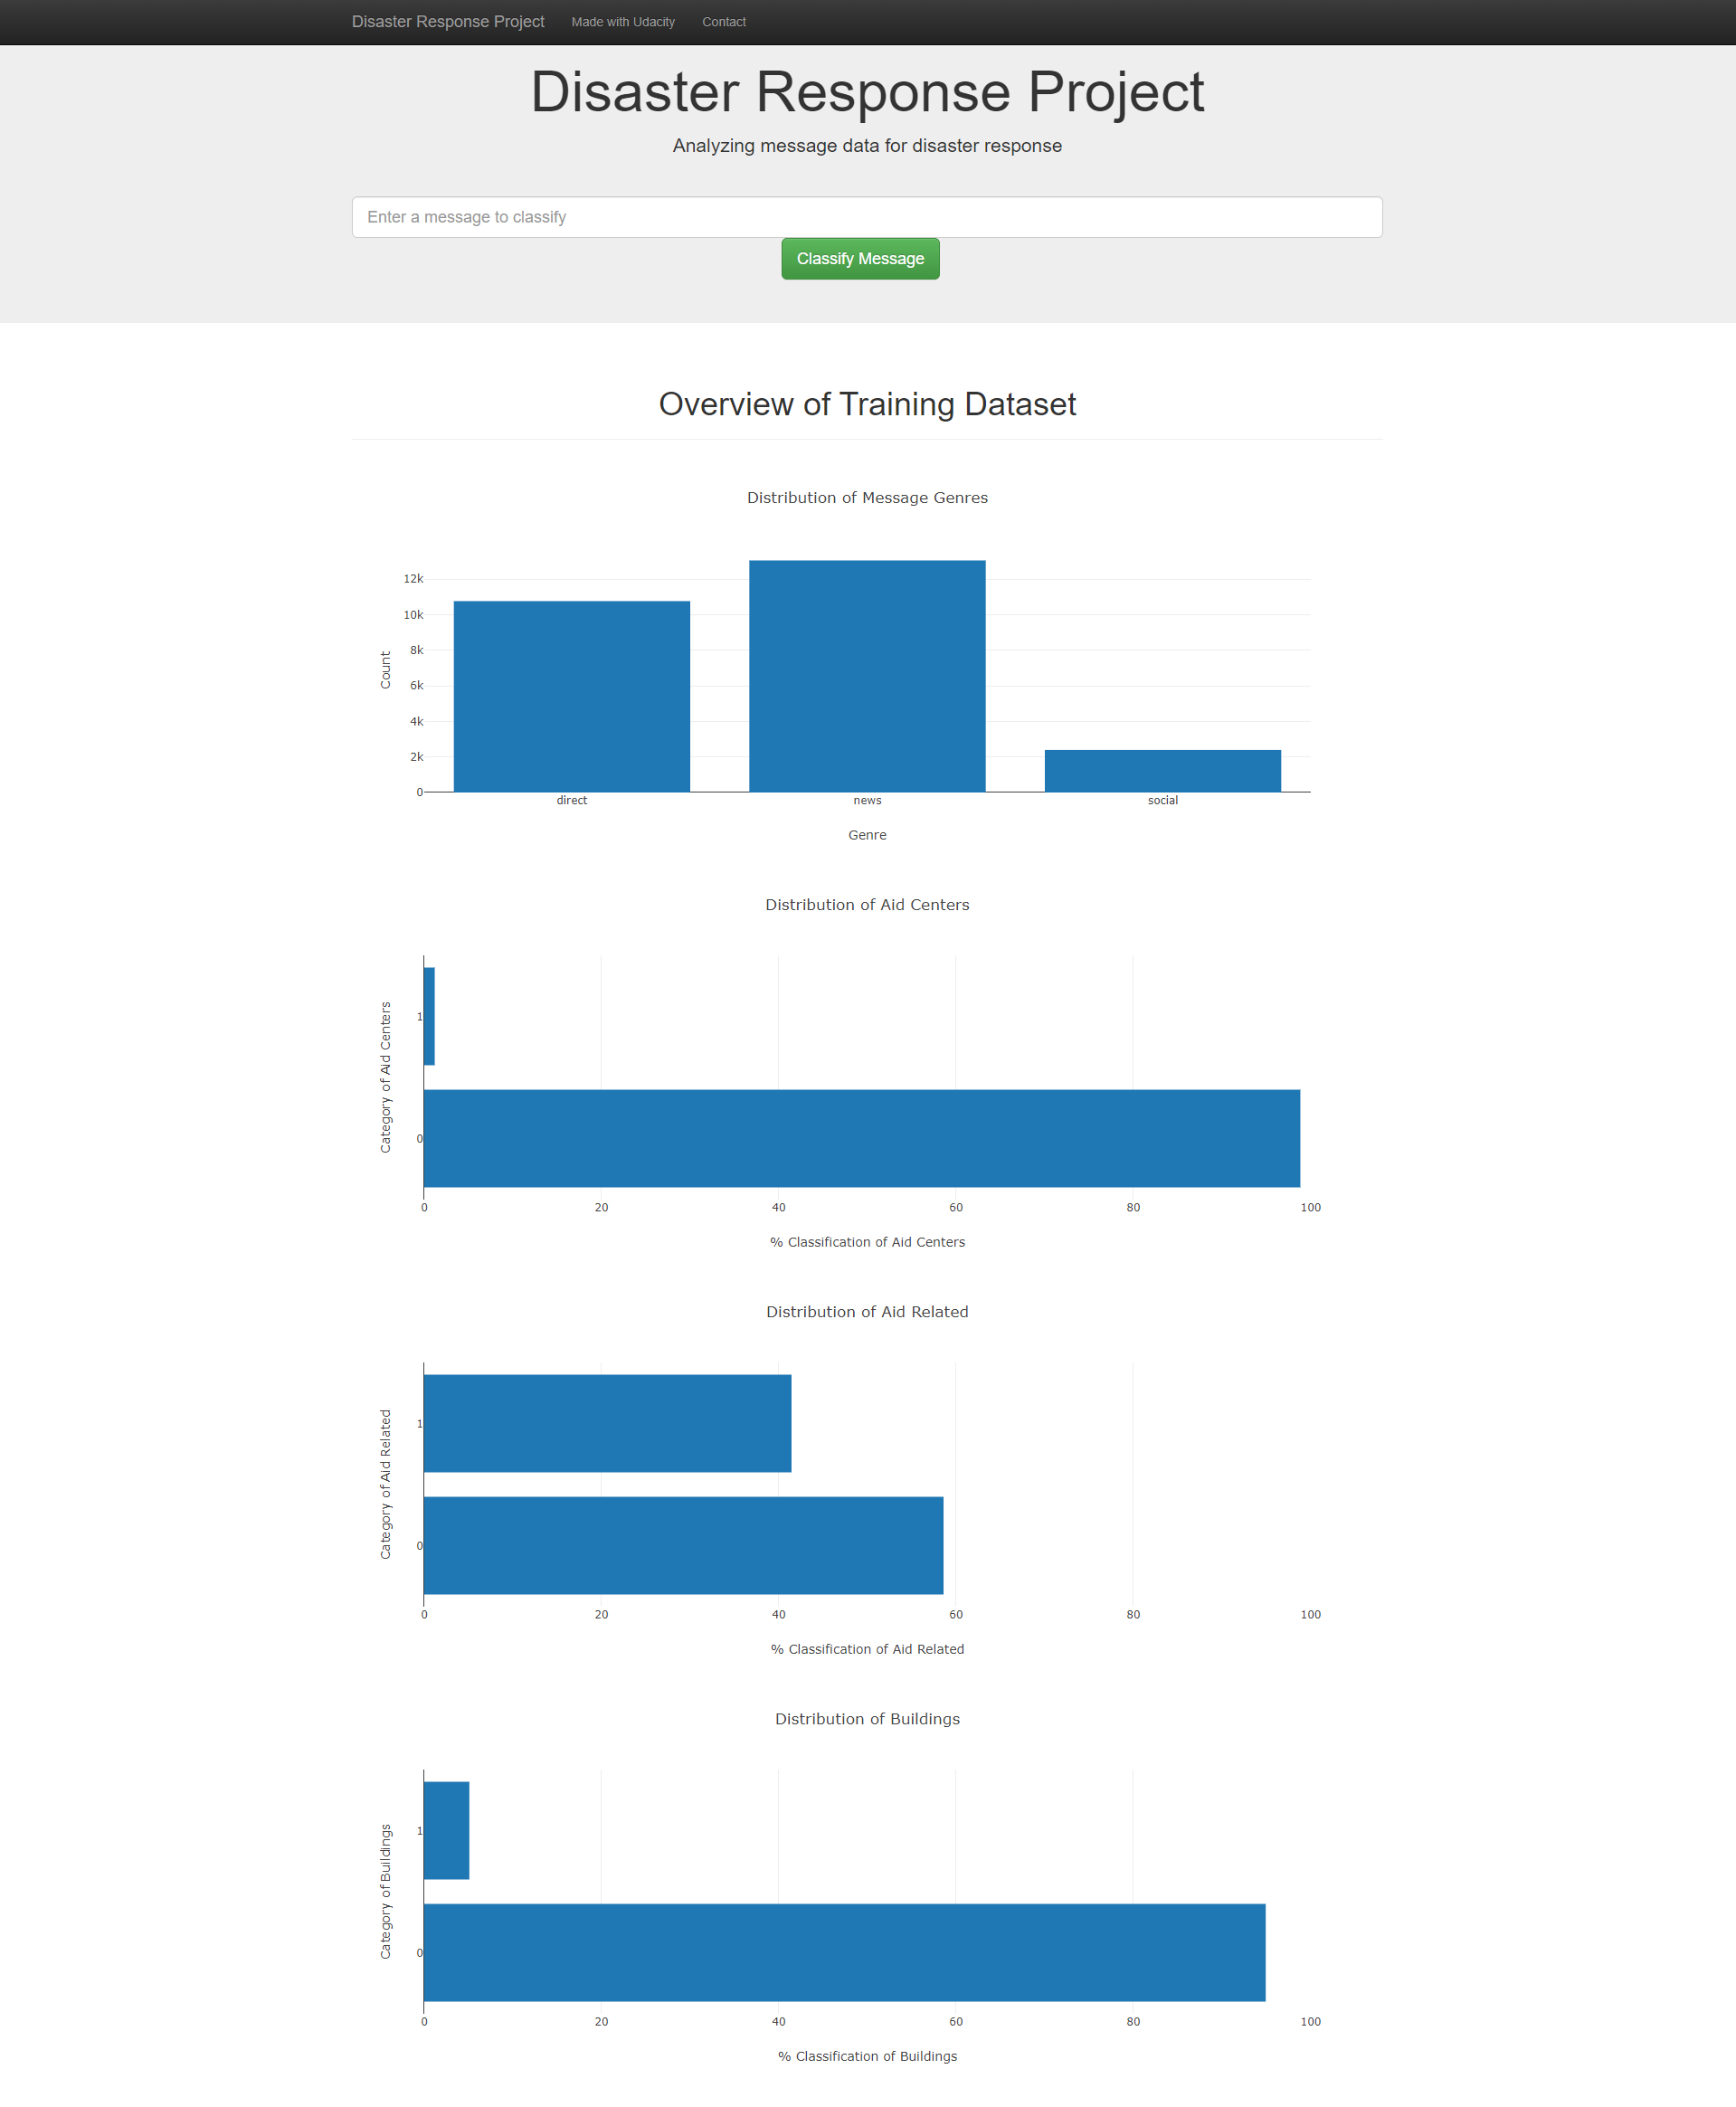 Disaster Response Project Made with Udacity Contact
Disaster Response Project
Analyzing message data for disaster response
Enter a message to classify
Classify Message
Overview of Training Dataset
Distribution of Message Genres
12k
10k
8k
6k
4k
2k
0
Count
direct news social
Genre
Distribution of Aid Centers
Category of Aid Centers
1
0
0 20 40 60 80 100
% Classification of Aid Centers
Distribution of Aid Related
Category of Aid Related
1
0
0 20 40 60 80 100
% Classification of Aid Related
Distribution of Buildings
Category of Buildings
1
0
0 20 40 60 80 100
% Classification of Buildings